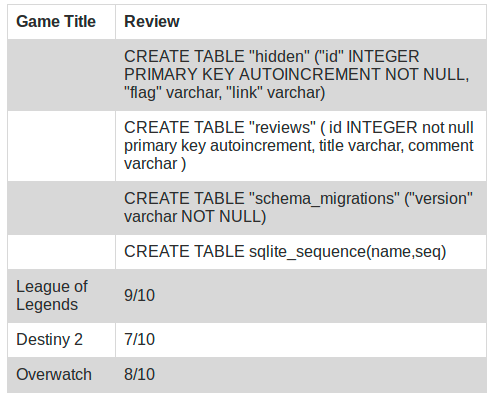 Game Title Review
CREATE TABLE "hidden" ("id" INTEGER
PRIMARY KEY AUTOINCREMENT NOT NULL,
"flag" varchar, "link" varchar)
CREATE TABLE "reviews" ( id INTEGER not null
primary key autoincrement, title varchar, comment
varchar )
CREATE TABLE "schema_migrations" ("version"
varchar NOT NULL)
CREATE TABLE sqlite_sequence(name,seq)
League of
Legends
9/10
Destiny 2 7/10
Overwatch 8/10